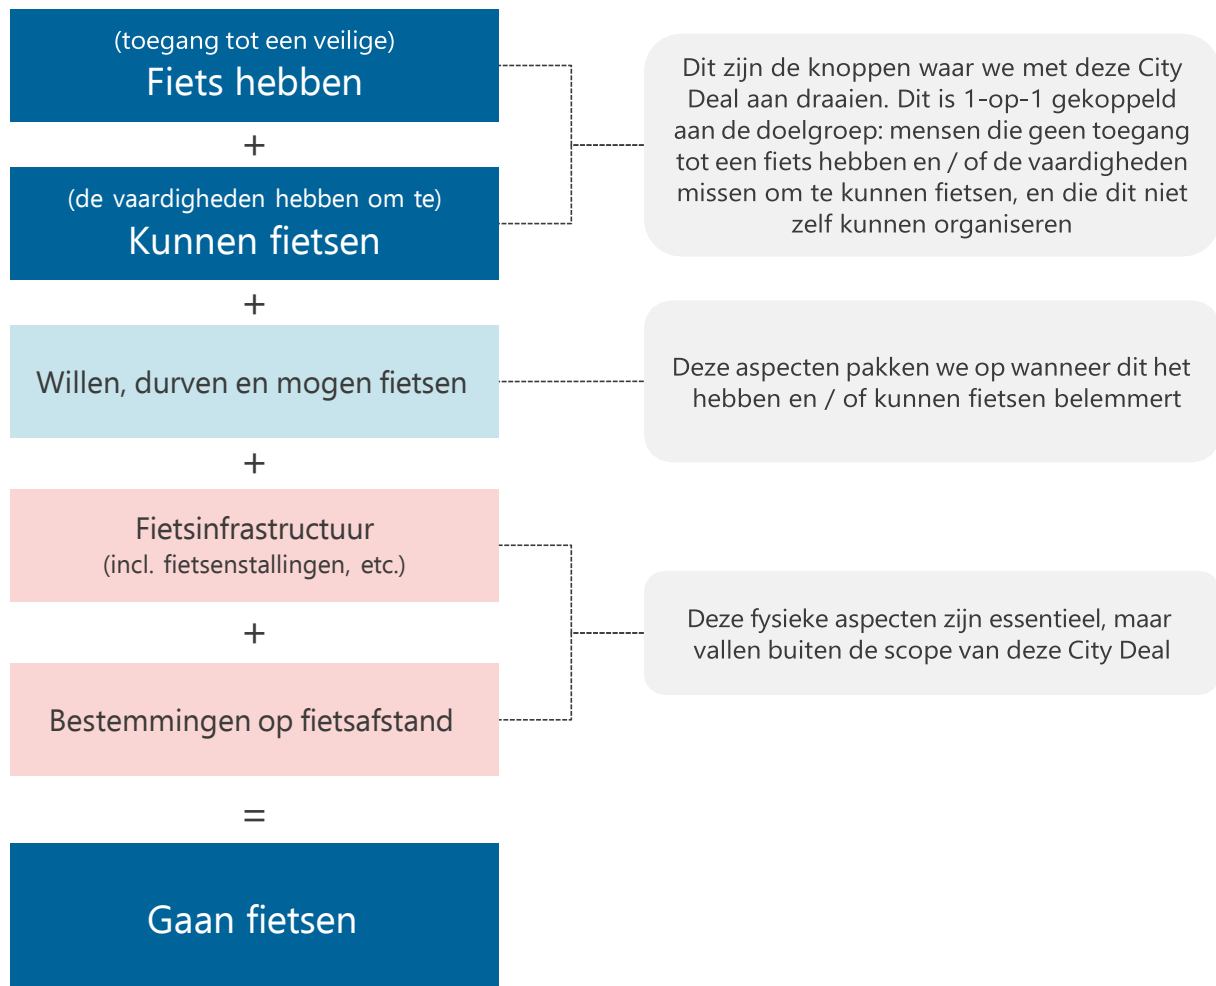 (toegang tot een veilige)
Fiets hebben
+
(de vaardigheden hebben om te)
Kunnen fietsen
Dit zijn de knoppen waar we met deze City
Deal aan draaien. Dit is 1-op-1 gekoppeld
aan de doelgroep: mensen die geen toegang
tot een fiets hebben en / of de vaardigheden
missen om te kunnen fietsen, en die dit niet
zelf kunnen organiseren
+
Willen, durven en mogen fietsen
Deze aspecten pakken we op wanneer dit het
hebben en / of kunnen fietsen belemmert
+
Fietsinfrastructuur
(incl. fietsenstallingen, etc.)
+
Bestemmingen op fietsafstand
Deze fysieke aspecten zijn essentieel, maar
vallen buiten de scope van deze City Deal
=
Gaan fietsen